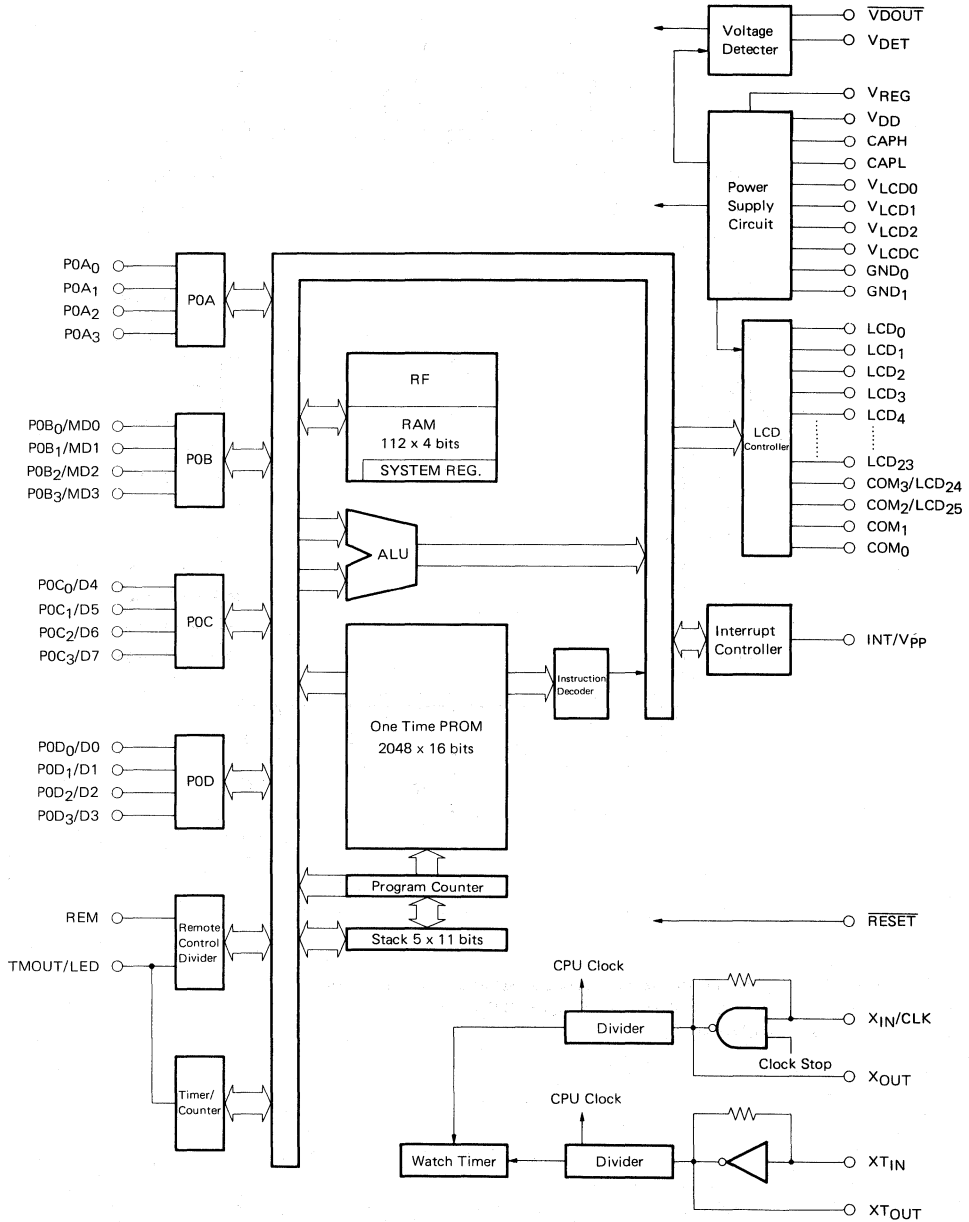 VDOUT
Voltage
Detecter
VDET
VREG
VDD
CAPH
CAPL
VLCD0
Power
Supply
Circuit
VLCD1
VLCD2
VLCDC
GND0
GND1
P0A0
P0A1
P0A2
P0A3
P0A
LCD0
LCD1
LCD2
LCD3
LCD4
LCD
Controller
LCD23
COM3/LCD24
COM2/LCD25
COM1
COM0
RF
RAM
112 x 4 bits
SYSTEM REG.
P0B0/MD0
P0B1/MD1
P0B2/MD2
P0B3/MD3
P0B
ALU
P0C0/D4
P0C1/D5
P0C2/D6
P0C3/D7
P0C
Interrupt
Controller
INT/VPP
Instruction
Decoder
One Time PROM
2048 x 16 bits
P0D0/D0
P0D1/D1
P0D2/D2
P0D3/D3
P0D
Program Counter
Stack 5 x 11 bits
REM
TMOUT/LED
Remote
Control
Divider
RESET
CPU Clock
Divider
XIN/CLK
Clock Stop
XOUT
Timer/
Counter
CPU Clock
Watch Timer
Divider
XTIN
XTOUT